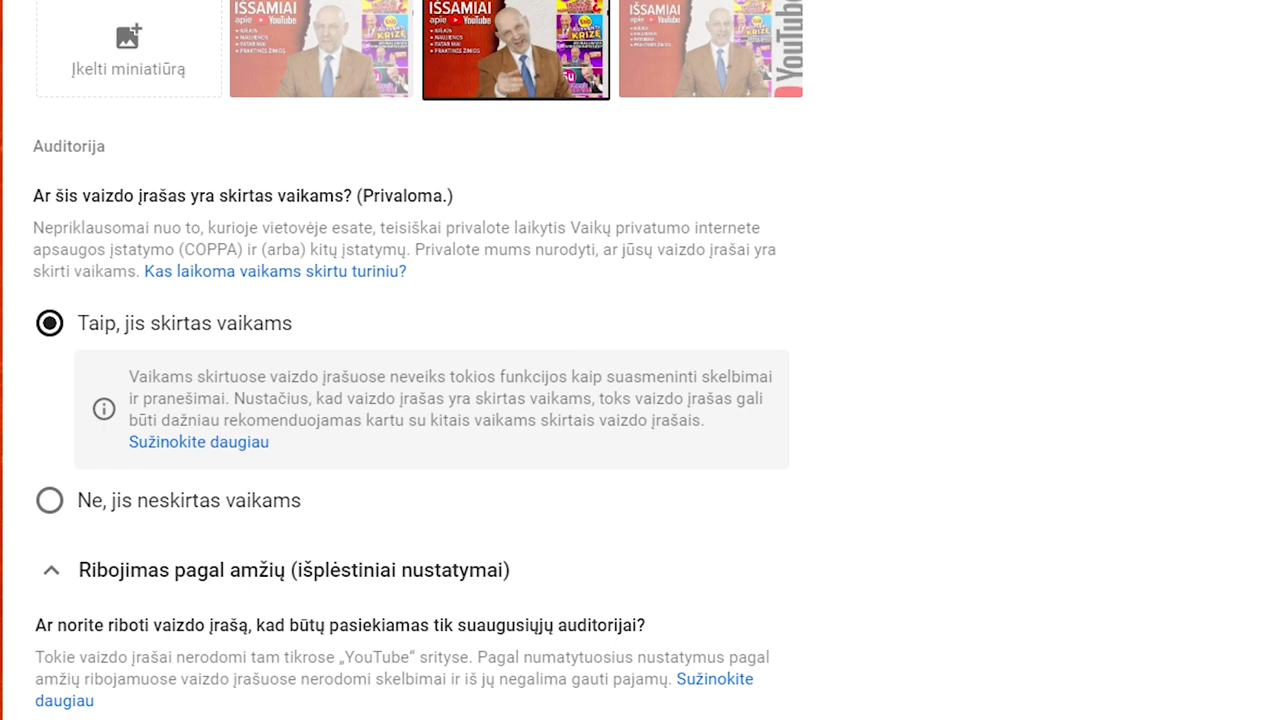 IŠSAMIAI IŠSAMIAI IŠSAMIAI
apie YouTube apie YouTube apie YouTube
KRIZĘ KRIZĘ KRIZĘ
YouTube
Įkelti miniatiūrą
Auditorija
Ar šis vaizdo įrašas yra skirtas vaikams? (Privaloma.)
Nepriklausomai nuo to, kurioje vietovėje esate, teisiškai privalote laikytis Vaikų privatumo internete
apsaugos įstatymo (COPPA) ir (arba) kitų įstatymų. Privalote mums nurodyti, ar jūsų vaizdo įrašai yra
skirti vaikams. Kas laikoma vaikams skirtu turiniu?
Taip, jis skirtas vaikams
Vaikams skirtuose vaizdo įrašuose neveiks tokios funkcijos kaip suasmeninti skelbimai
ir pranešimai. Nustačius, kad vaizdo įrašas yra skirtas vaikams, toks vaizdo įrašas gali
būti dažniau rekomenduojamas kartu su kitais vaikams skirtais vaizdo įrašais.
Sužinokite daugiau
Ne, jis neskirtas vaikams
Ribojimas pagal amžių (išplėstiniai nustatymai)
Ar norite riboti vaizdo įrašą, kad būtų pasiekiamas tik suaugusiųjų auditorijai?
Tokie vaizdo įrašai nerodomi tam tikrose „YouTube“ srityse. Pagal numatytuosius nustatymus pagal
amžių ribojamuose vaizdo įrašuose nerodomi skelbimai ir iš jų negalima gauti pajamų. Sužinokite
daugiau